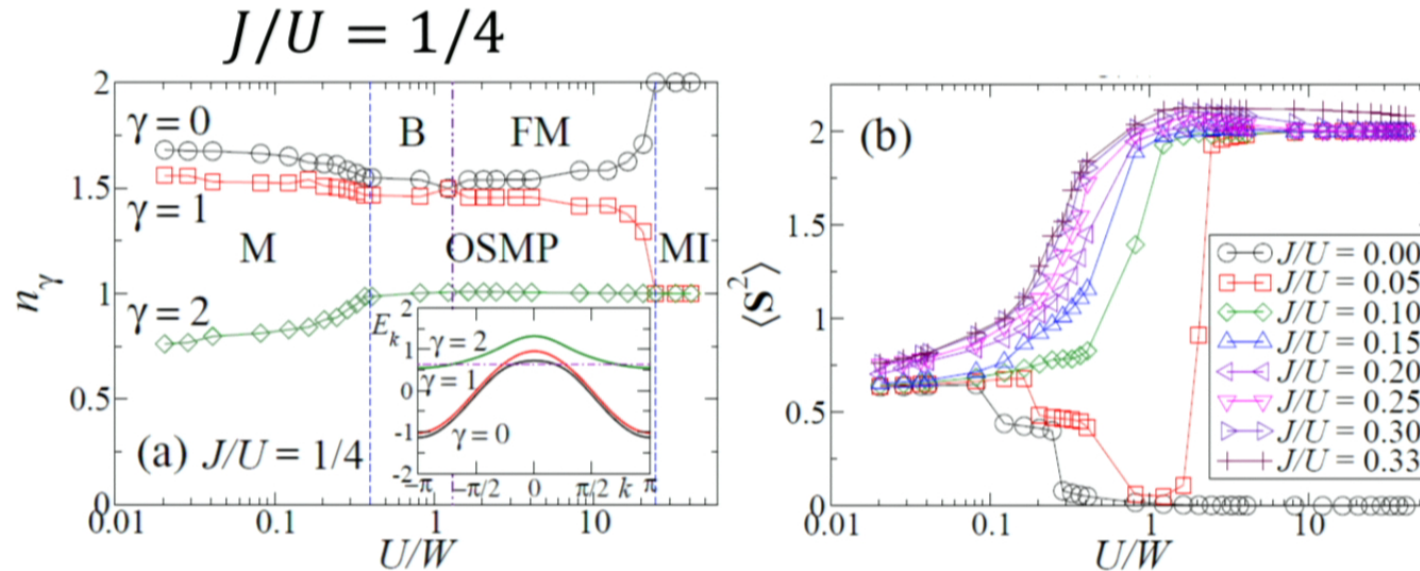 J/U = 1/4
γ = 0
γ = 1
γ = 2
M
B
FM
OSMP
MI
(a) J/U = 1/4
n_γ
2
1.5
1
0.5
0
0.01
0.1
1
10
U/W
E_k
2
1
0
-1
-2
γ = 2
γ = 1
γ = 0
-π
-π/2
0
π/2
k
π
(b)
⟨S²⟩
2
1.5
1
0.5
0
0.01
0.1
1
10
U/W
J/U = 0.00
J/U = 0.05
J/U = 0.10
J/U = 0.15
J/U = 0.20
J/U = 0.25
J/U = 0.30
J/U = 0.33